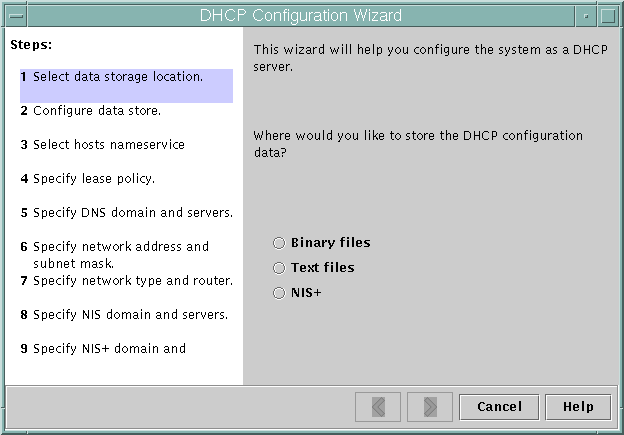 DHCP Configuration Wizard
Steps:
1 Select data storage location.
2 Configure data store.
3 Select hosts nameservice
4 Specify lease policy.
5 Specify DNS domain and servers.
6 Specify network address and
subnet mask.
7 Specify network type and router.
8 Specify NIS domain and servers.
9 Specify NIS+ domain and
This wizard will help you configure the system as a DHCP
server.
Where would you like to store the DHCP configuration
data?
Binary files
Text files
NIS+
Cancel
Help